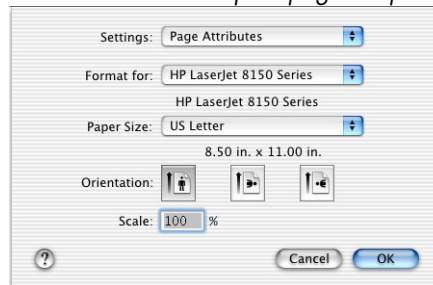 Settings: Page Attributes
Format for: HP LaserJet 8150 Series
HP LaserJet 8150 Series
Paper Size: US Letter
8.50 in. x 11.00 in.
Orientation:
Scale: 100 %
? Cancel OK